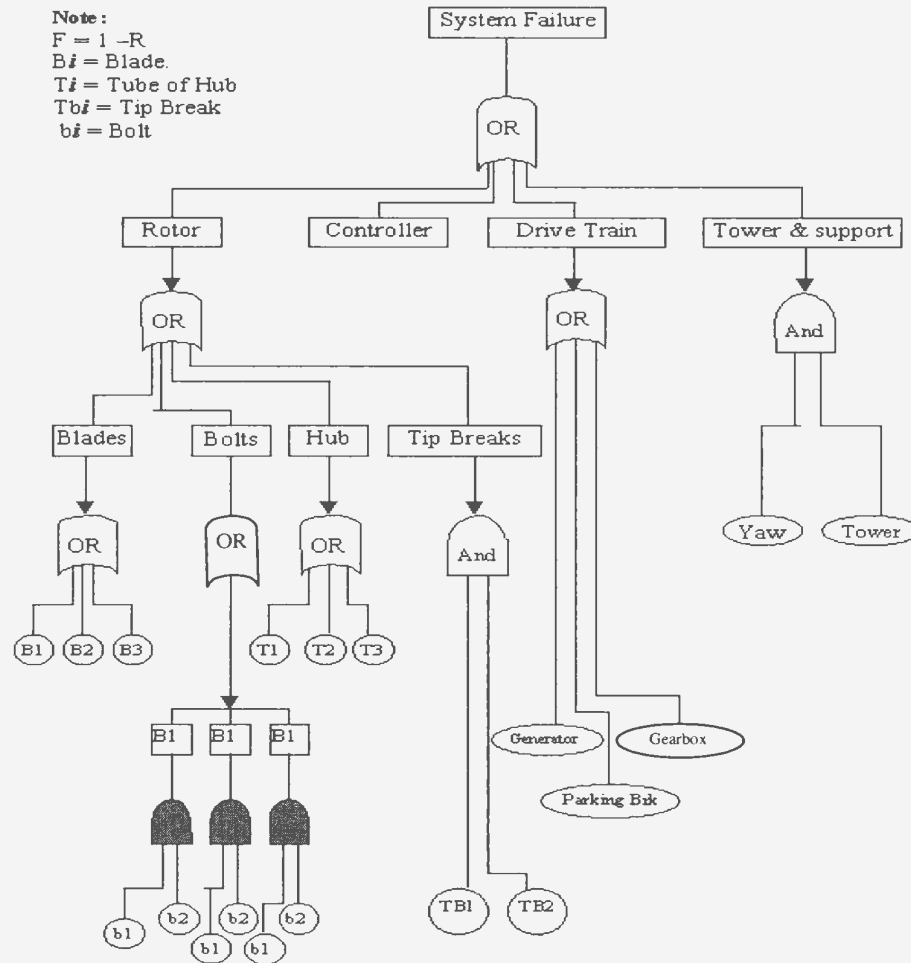 Note:
F = 1 –R
Bi = Blade.
Ti = Tube of Hub
Tbi = Tip Break
bi = Bolt
System Failure
OR
Rotor
Controller
Drive Train
Tower & support
OR
OR
And
Blades
Bolts
Hub
Tip Breaks
OR
OR
OR
And
Yaw
Tower
B1
B2
B3
T1
T2
T3
B1
B1
B1
Generator
Gearbox
Parking Brk
b1
b2
b1
b2
b1
b2
TB1
TB2